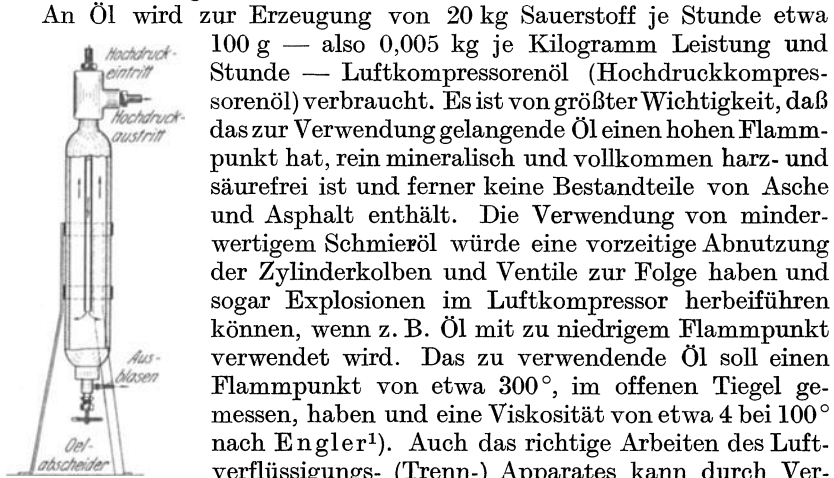 An Öl wird zur Erzeugung von 20 kg Sauerstoff je Stunde etwa
100 g — also 0,005 kg je Kilogramm Leistung und
Stunde — Luftkompressorenöl (Hochdruckkompres-
sorenöl) verbraucht. Es ist von größter Wichtigkeit, daß
das zur Verwendung gelangende Öl einen hohen Flamm-
punkt hat, rein mineralisch und vollkommen harz- und
säurefrei ist und ferner keine Bestandteile von Asche
und Asphalt enthält. Die Verwendung von minder-
wertigem Schmieröl würde eine vorzeitige Abnutzung
der Zylinderkolben und Ventile zur Folge haben und
sogar Explosionen im Luftkompressor herbeiführen
können, wenn z. B. Öl mit zu niedrigem Flammpunkt
verwendet wird. Das zu verwendende Öl soll einen
Flammpunkt von etwa 300°, im offenen Tiegel ge-
messen, haben und eine Viskosität von etwa 4 bei 100°
nach Engler¹). Auch das richtige Arbeiten des Luft-
verflüssigungs- (Trenn-) Apparates kann durch Ver-
Hochdruck-
eintritt
Hochdruck-
austritt
Aus-
blasen
Oel-
abscheider